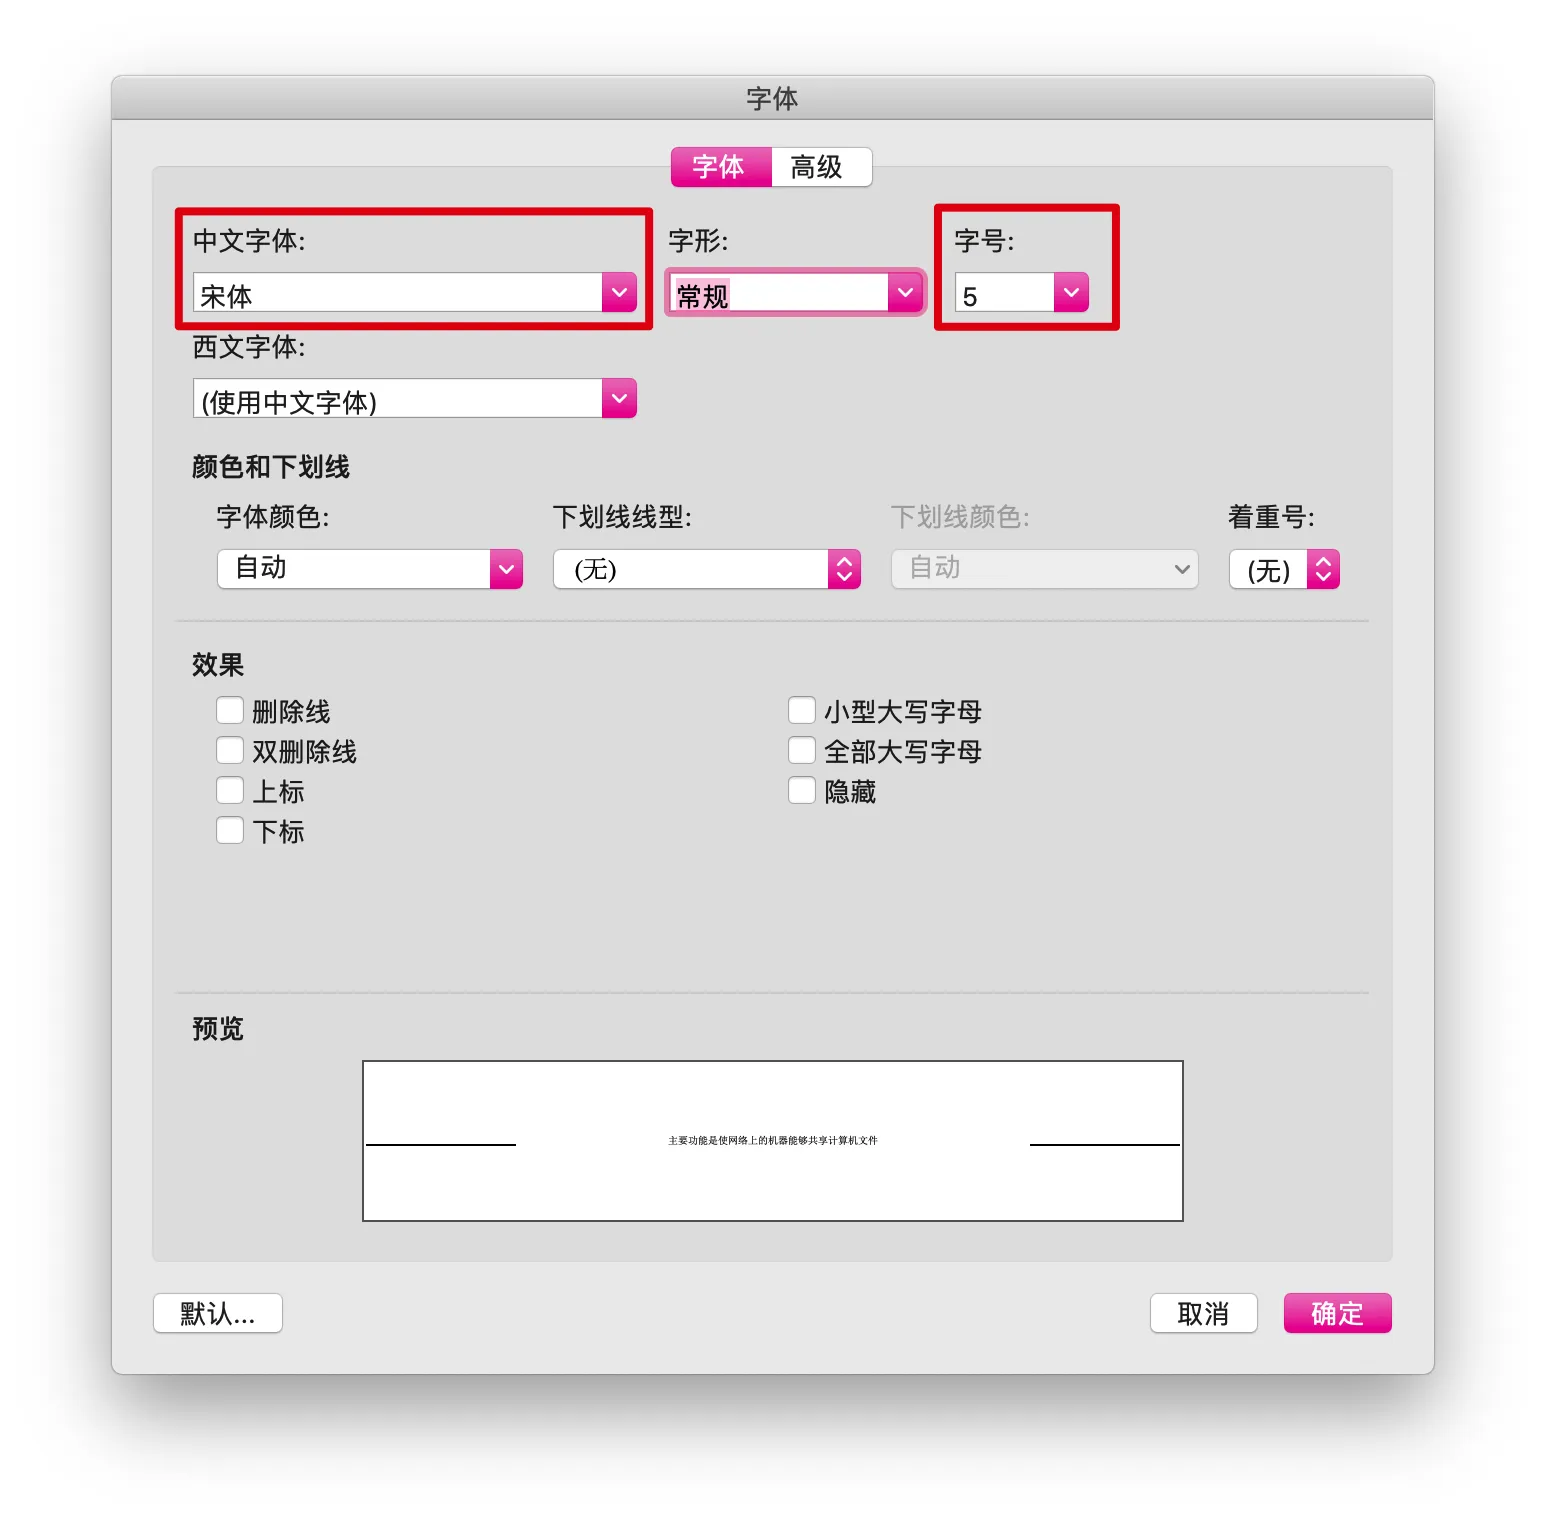 字体
字体 高级
中文字体: 字形: 字号:
宋体 常规 5
西文字体:
(使用中文字体)
颜色和下划线
字体颜色: 下划线线型: 下划线颜色: 着重号:
自动 (无) 自动 (无)
效果
删除线 小型大写字母
双删除线 全部大写字母
上标 隐藏
下标
预览
主要功能是使网络上的机器能够共享计算机文件
默认... 取消 确定